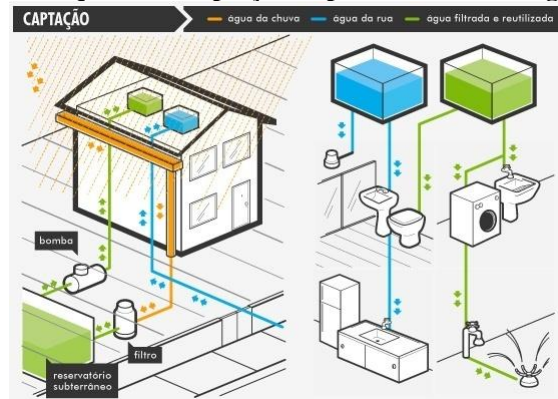 CAPTAÇÃO
água da chuva
água da rua
água filtrada e reutilizada
bomba
filtro
reservatório
subterrâneo